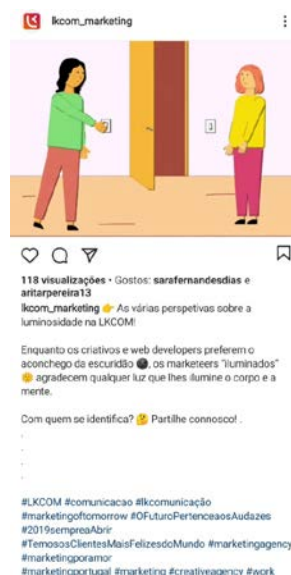 lkcom_marketing
118 visualizações • Gostos: sarafernandesdias e
aritarpereira13
lkcom_marketing 👉 As várias perspetivas sobre a
luminosidade na LKCOM!
Enquanto os criativos e web developers preferem o
aconchego da escuridão 🌚, os marketeers "iluminados"
🌞 agradecem qualquer luz que lhes ilumine o corpo e a
mente.
Com quem se identifica? 🤔 Partilhe connosco! .
.
.
.
.
#LKCOM #comunicacao #lkcomunicação
#marketingoftomorrow #OFuturoPertenceaosAudazes
#2019sempreaAbrir
#TemososClientesMaisFelizesdoMundo #marketingagency
#marketingporamor
#marketingportugal #marketing #creativeagency #work